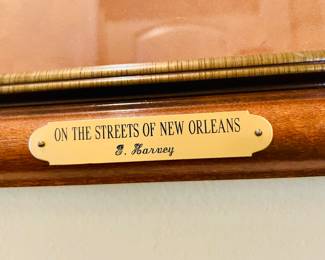 ON THE STREETS OF NEW ORLEANS
G. Harvey